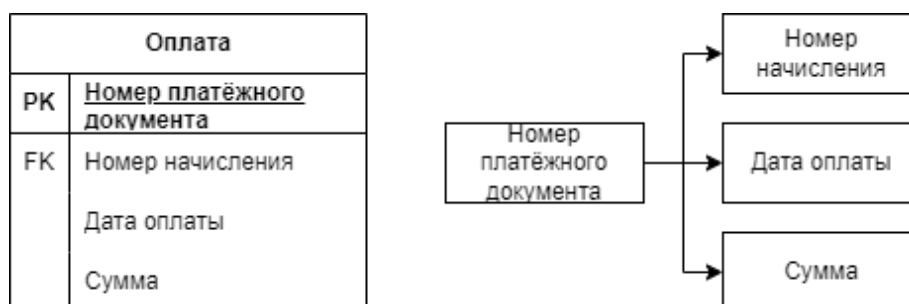 Оплата
PK
Номер платёжного
документа
FK
Номер начисления
Дата оплаты
Сумма
Номер
платёжного
документа
Номер
начисления
Дата оплаты
Сумма